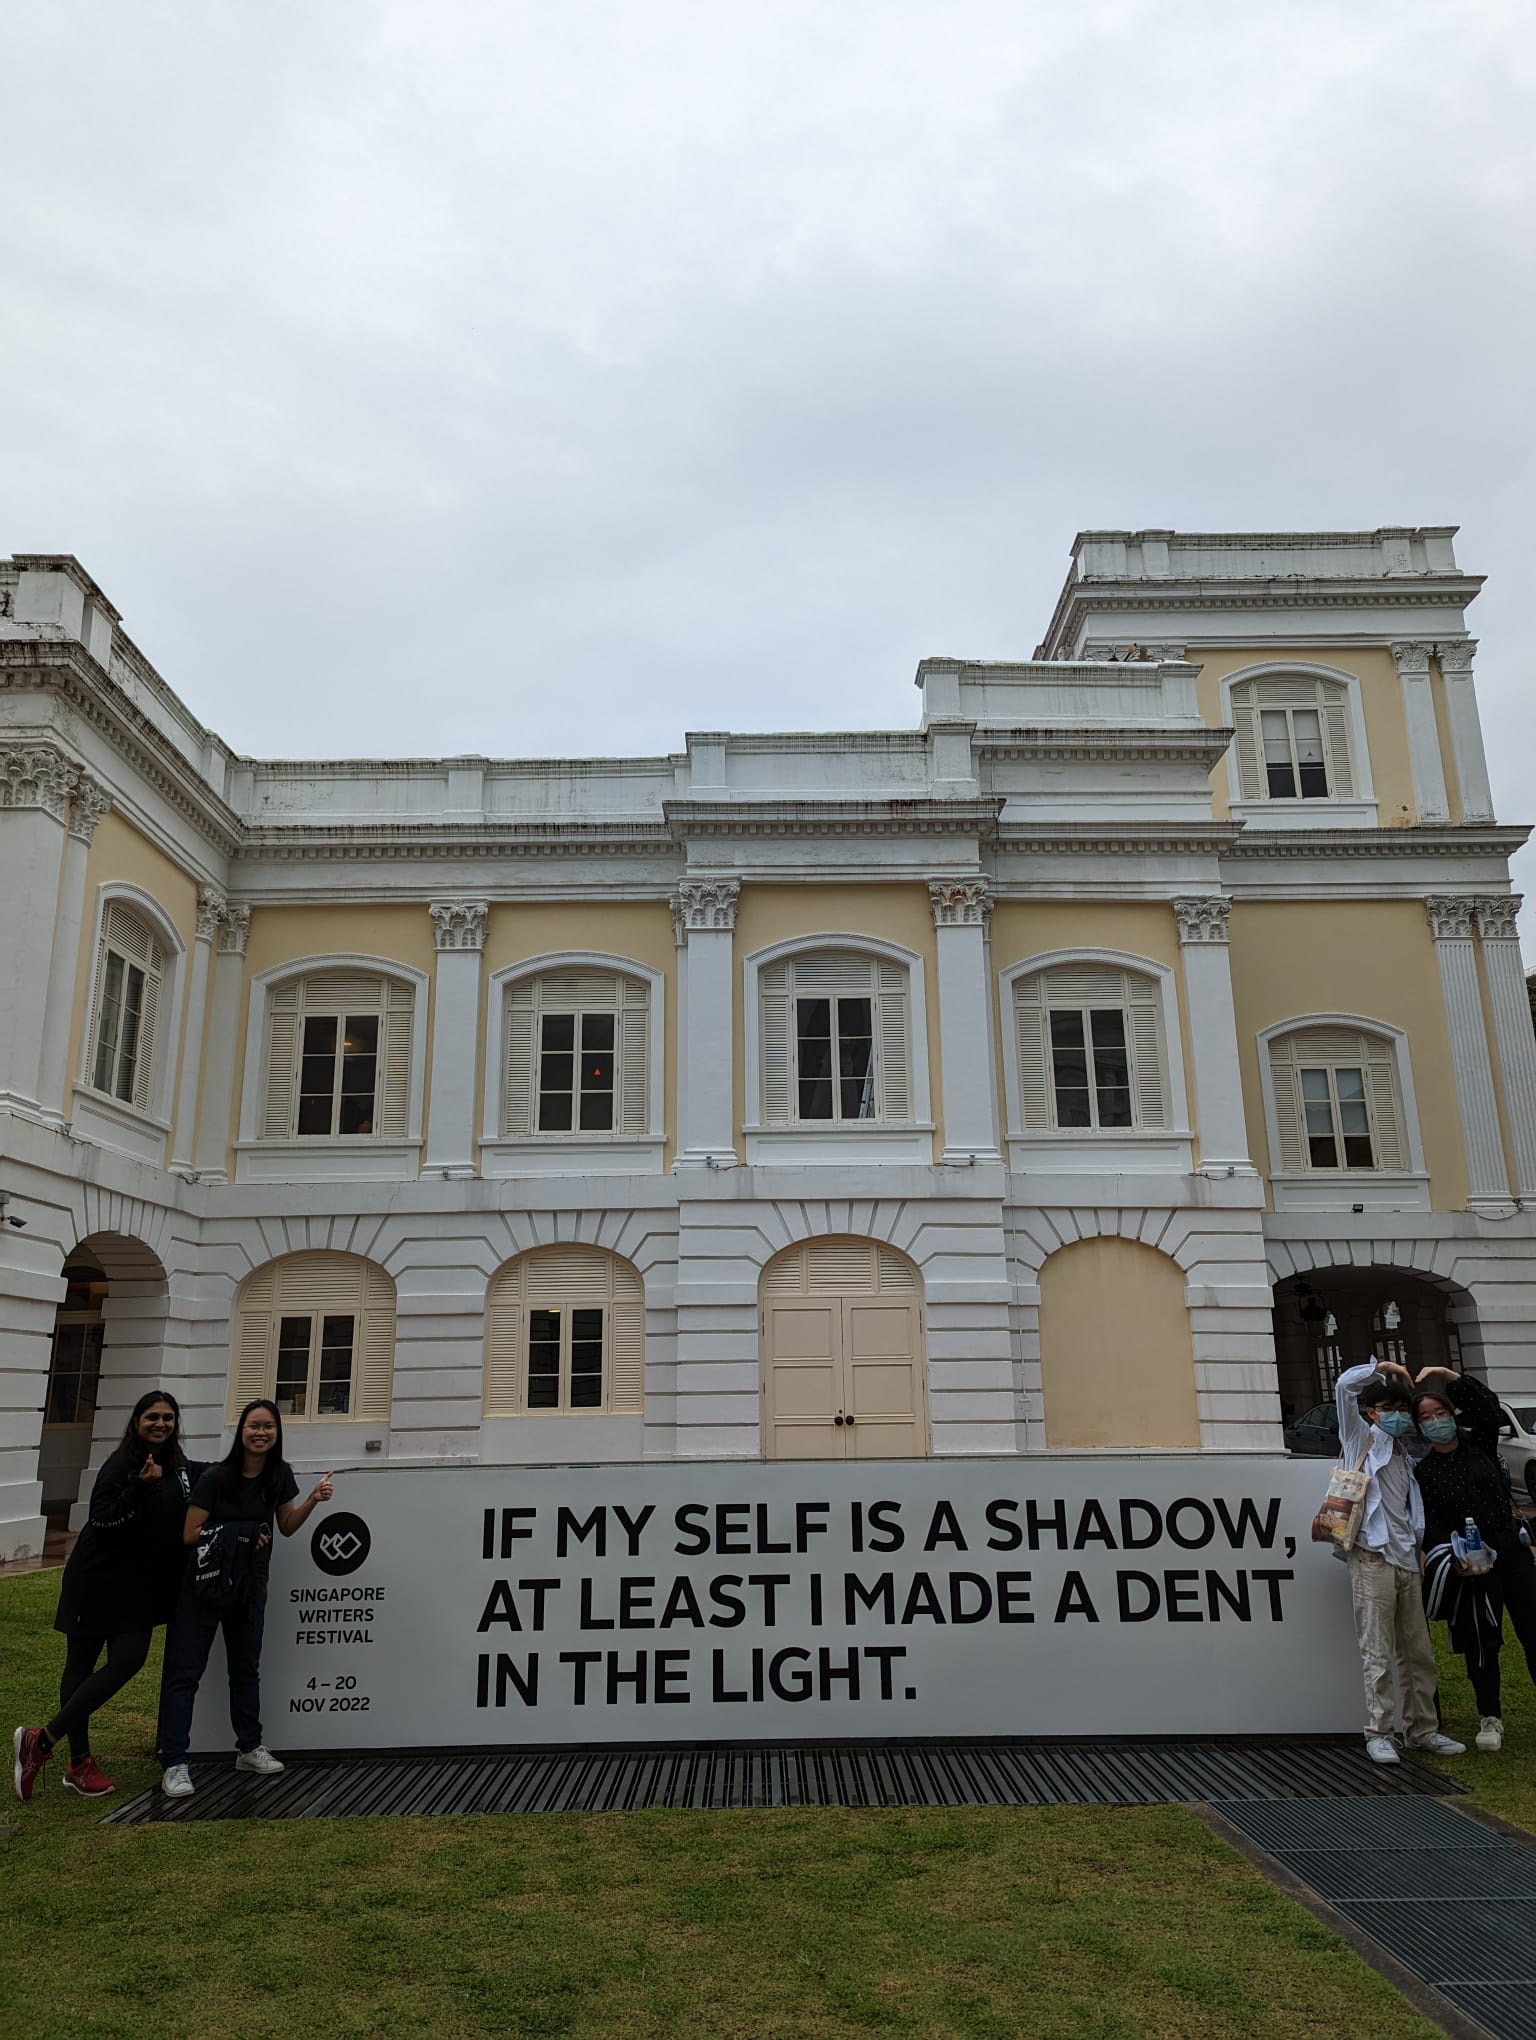 SINGAPORE
WRITERS
FESTIVAL
4 – 20
NOV 2022
IF MY SELF IS A SHADOW,
AT LEAST I MADE A DENT
IN THE LIGHT.